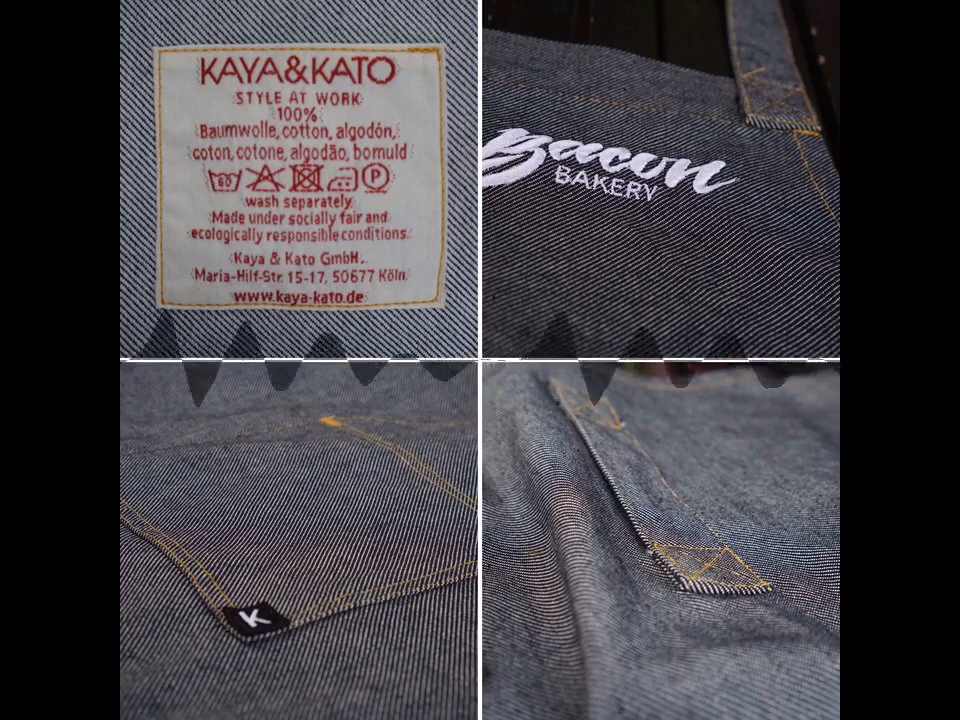 KAYA&KATO
STYLE AT WORK
100%
Baumwolle, cotton, algodón,
coton, cotone, algodão, bomuld
60 P
wash separately.
Made under socially fair and
ecologically responsible conditions.
Kaya & Kato GmbH.
Maria-Hilf-Str. 15-17, 50677 Köln
www.kaya-kato.de
Bacon
BAKERY
K